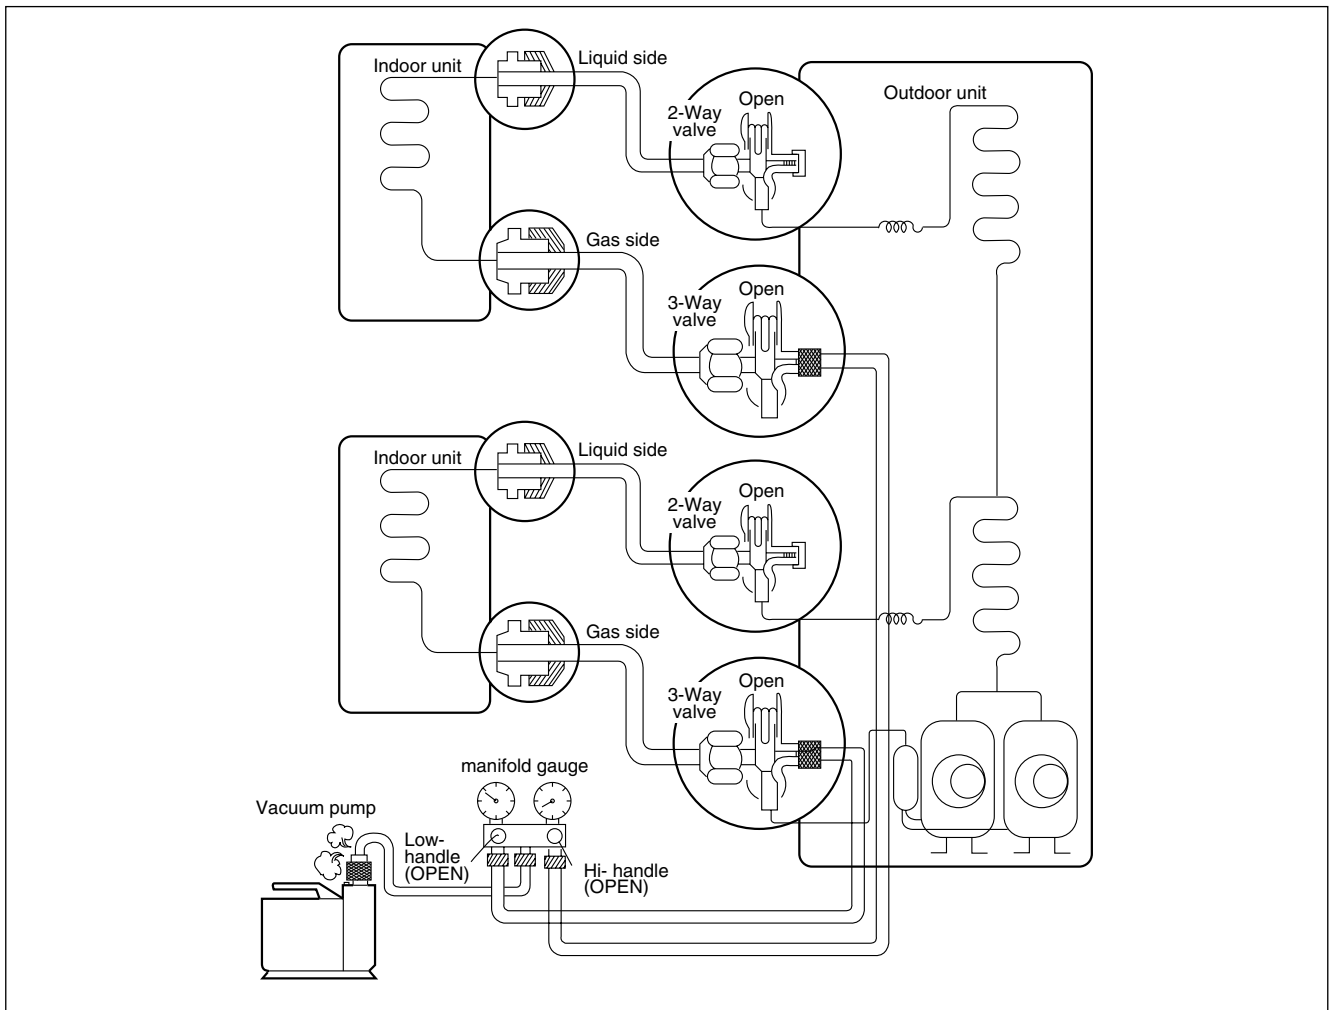 Indoor unit
Liquid side
2-Way
valve
Open
Outdoor unit
Gas side
3-Way
valve
Open
Indoor unit
Liquid side
2-Way
valve
Open
Gas side
3-Way
valve
Open
manifold gauge
Vacuum pump
Low-
handle
(OPEN)
Hi- handle
(OPEN)